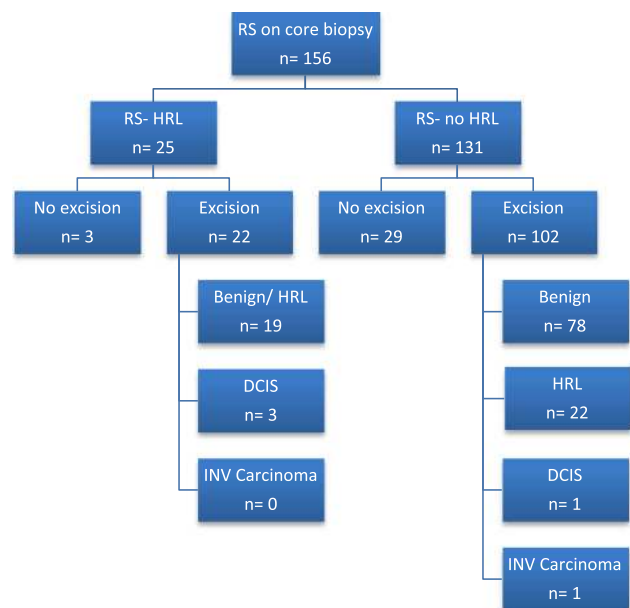 RS on core biopsy
n= 156
RS- HRL
n= 25
RS- no HRL
n= 131
No excision
n= 3
Excision
n= 22
No excision
n= 29
Excision
n= 102
Benign/ HRL
n= 19
DCIS
n= 3
INV Carcinoma
n= 0
Benign
n= 78
HRL
n= 22
DCIS
n= 1
INV Carcinoma
n= 1